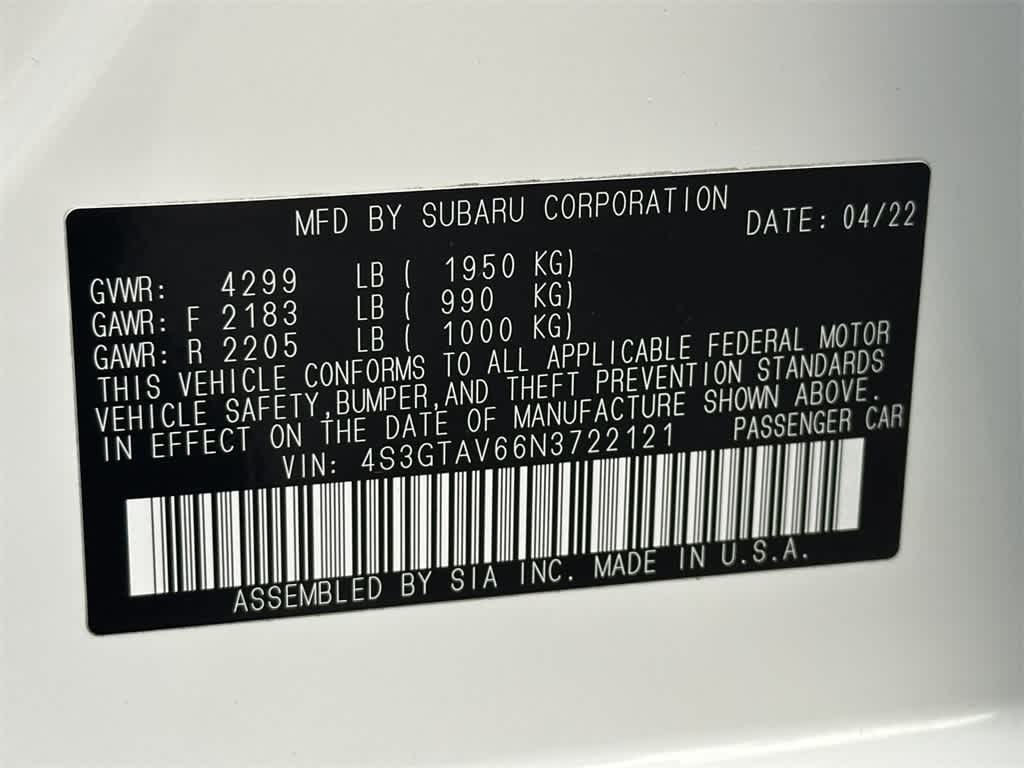 MFD BY SUBARU CORPORATION DATE: 04/22
GVWR: 4299 LB ( 1950 KG)
GAWR: F 2183 LB ( 990 KG)
GAWR: R 2205 LB ( 1000 KG)
THIS VEHICLE CONFORMS TO ALL APPLICABLE FEDERAL MOTOR
VEHICLE SAFETY,BUMPER,AND THEFT PREVENTION STANDARDS
IN EFFECT ON THE DATE OF MANUFACTURE SHOWN ABOVE.
VIN: 4S3GTAV66N3722121 PASSENGER CAR
ASSEMBLED BY SIA INC. MADE IN U.S.A.